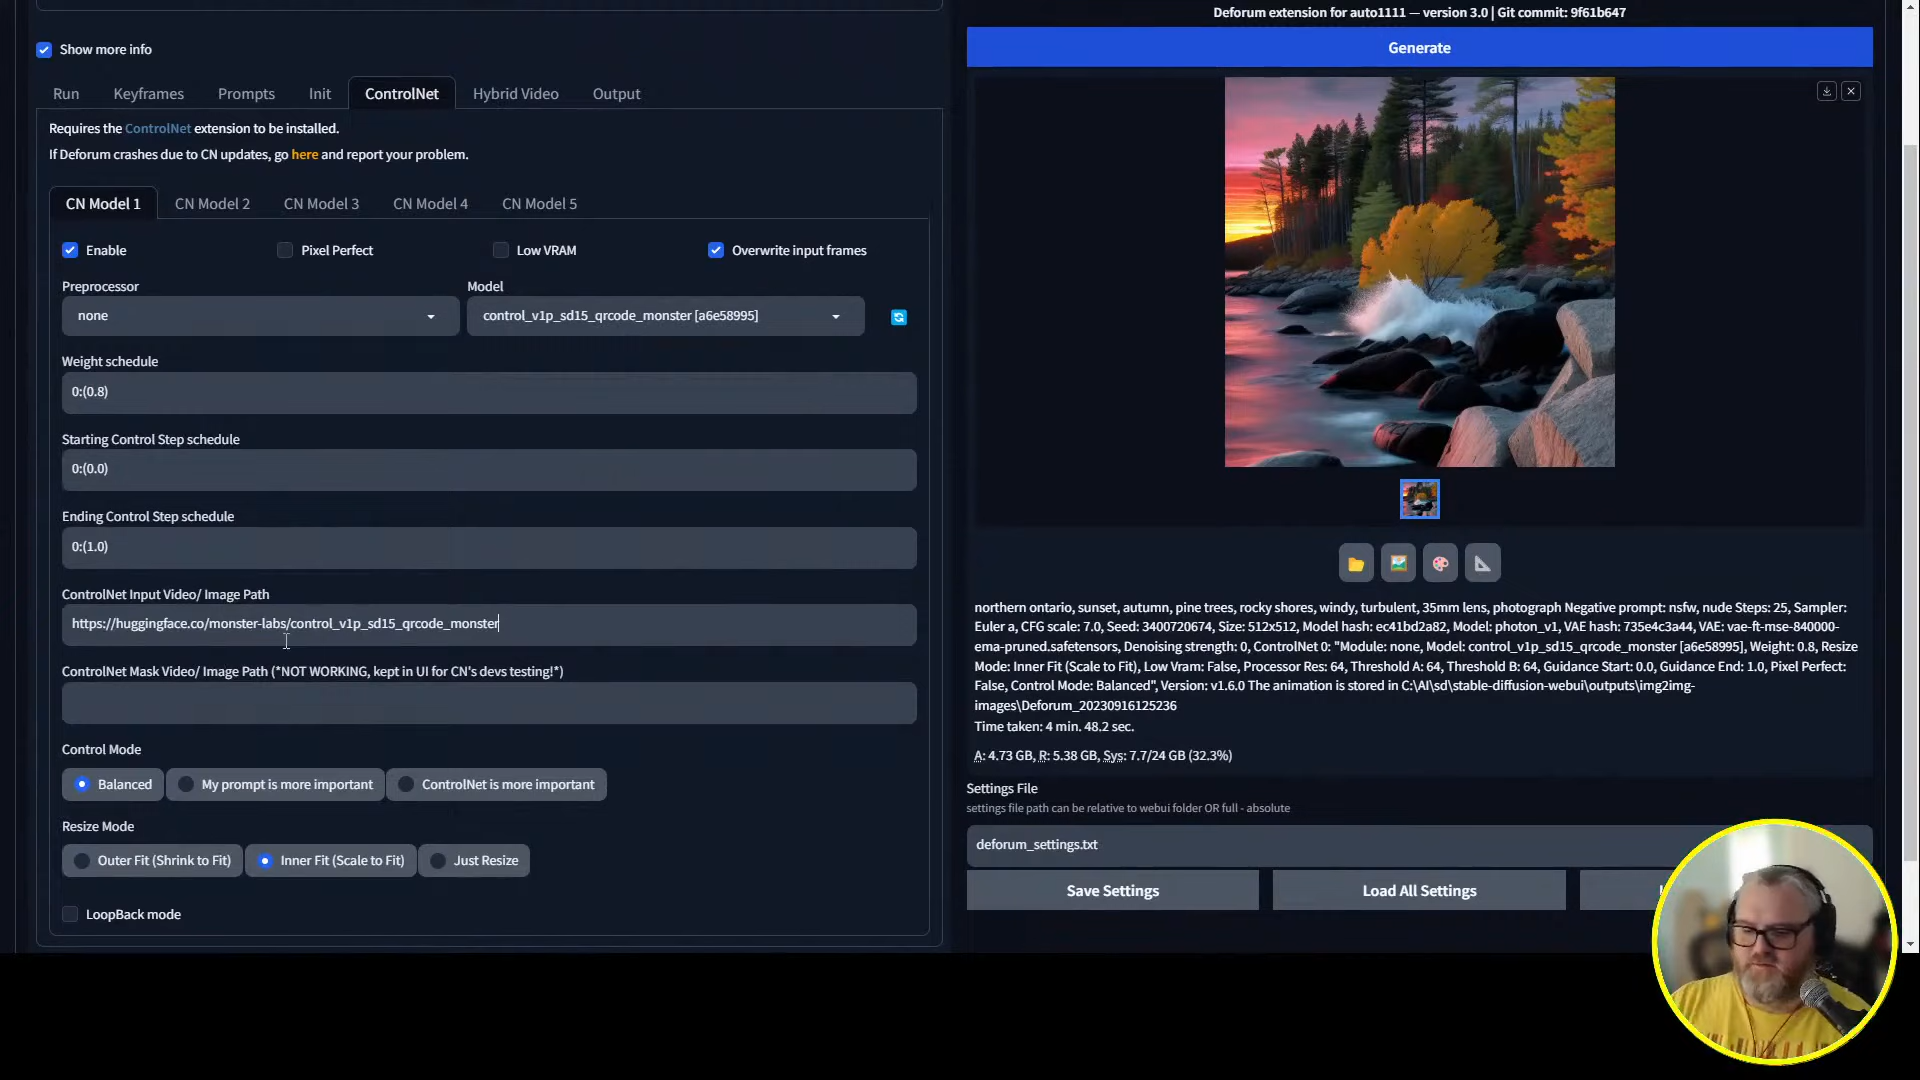 Deforum extension for auto1111 — version 3.0 | Git commit: 9f61b647
Show more info
Generate
Run Keyframes Prompts Init ControlNet Hybrid Video Output
Requires the ControlNet extension to be installed.
If Deforum crashes due to CN updates, go here and report your problem.
CN Model 1 CN Model 2 CN Model 3 CN Model 4 CN Model 5
Enable Pixel Perfect Low VRAM Overwrite input frames
Preprocessor Model
none control_v1p_sd15_qrcode_monster [a6e58995]
Weight schedule
0:(0.8)
Starting Control Step schedule
0:(0.0)
Ending Control Step schedule
0:(1.0)
ControlNet Input Video/ Image Path
https://huggingface.co/monster-labs/control_v1p_sd15_qrcode_monster
ControlNet Mask Video/ Image Path (*NOT WORKING, kept in UI for CN's devs testing!*)
Control Mode
Balanced My prompt is more important ControlNet is more important
Resize Mode
Outer Fit (Shrink to Fit) Inner Fit (Scale to Fit) Just Resize
LoopBack mode
northern ontario, sunset, autumn, pine trees, rocky shores, windy, turbulent, 35mm lens, photograph Negative prompt: nsfw, nude Steps: 25, Sampler:
Euler a, CFG scale: 7.0, Seed: 3400720674, Size: 512x512, Model hash: ec41bd2a82, Model: photon_v1, VAE hash: 735e4c3a44, VAE: vae-ft-mse-840000-
ema-pruned.safetensors, Denoising strength: 0, ControlNet 0: "Module: none, Model: control_v1p_sd15_qrcode_monster [a6e58995], Weight: 0.8, Resize
Mode: Inner Fit (Scale to Fit), Low Vram: False, Processor Res: 64, Threshold A: 64, Threshold B: 64, Guidance Start: 0.0, Guidance End: 1.0, Pixel Perfect:
False, Control Mode: Balanced", Version: v1.6.0 The animation is stored in C:\AI\sd\stable-diffusion-webui\outputs\img2img-
images\Deforum_20230916125236
Time taken: 4 min. 48.2 sec.
A: 4.73 GB, R: 5.38 GB, Sys: 7.7/24 GB (32.3%)
Settings File
settings file path can be relative to webui folder OR full - absolute
deforum_settings.txt
Save Settings Load All Settings